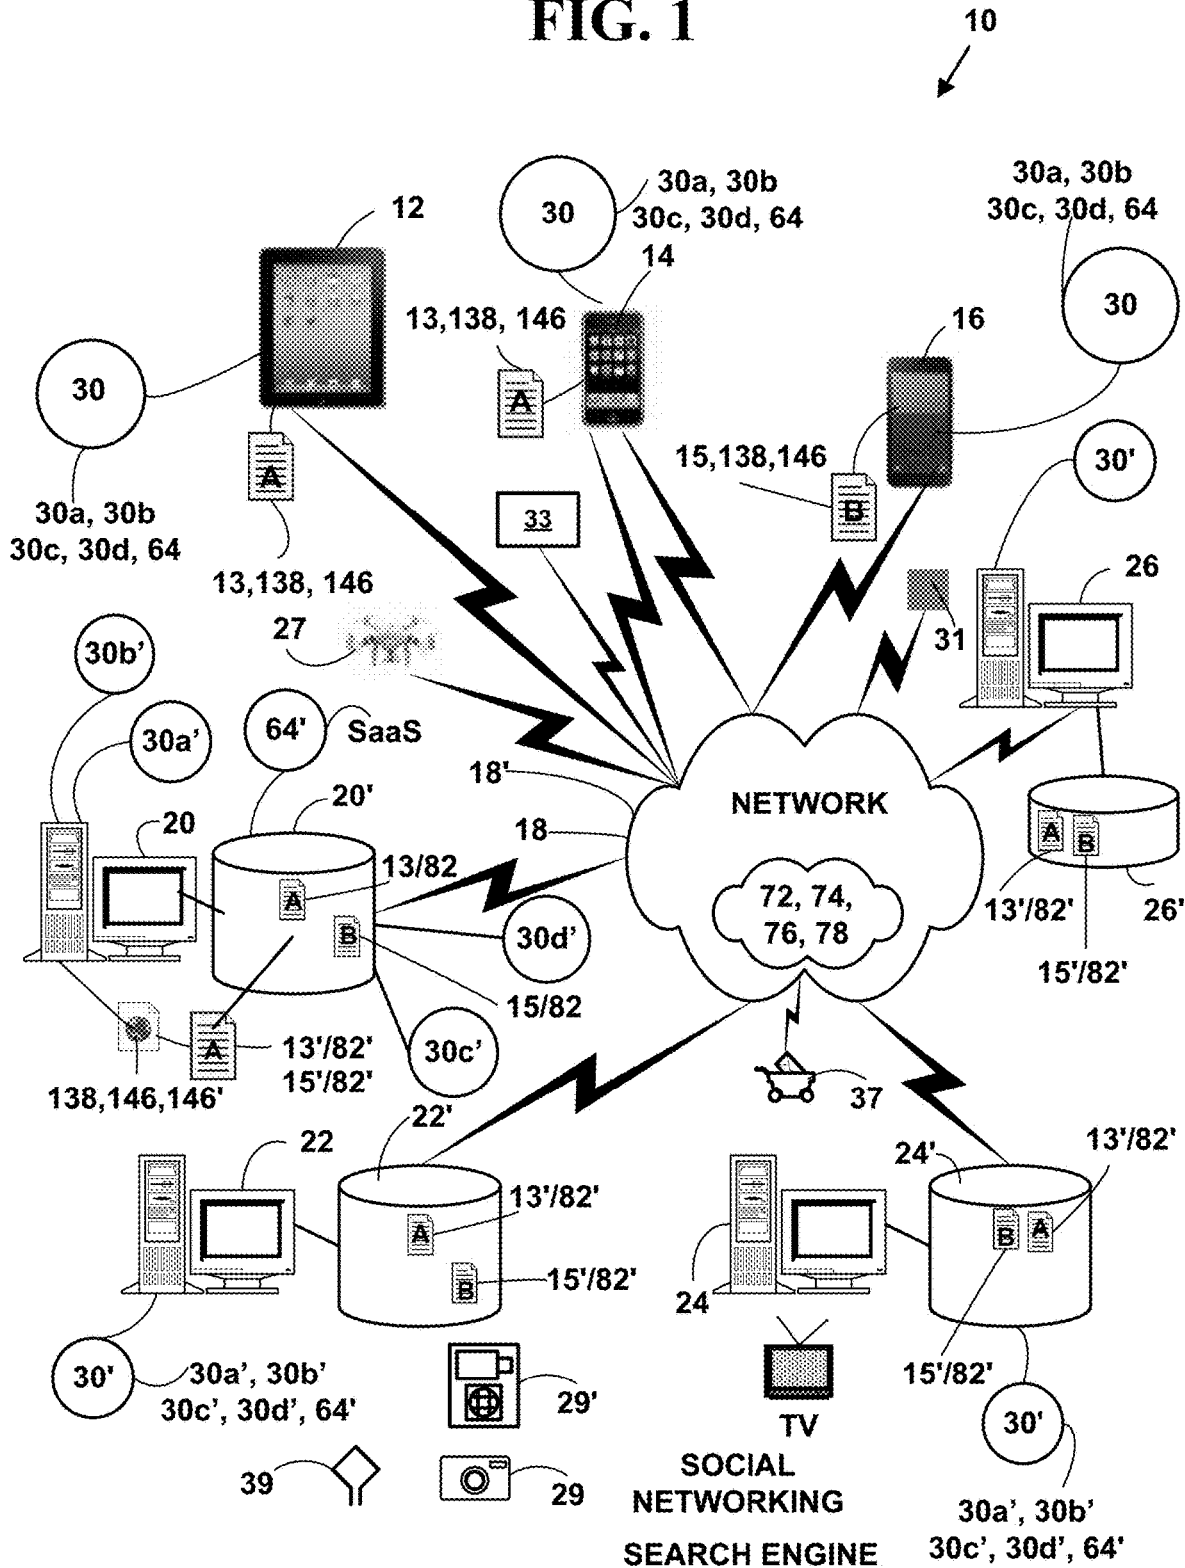 FIG. 1
10
30
30a, 30b
30c, 30d, 64
30a, 30b
30c, 30d, 64
12
14
13,138, 146
16
30
30
A
A
15,138,146
B
30'
30a, 30b
30c, 30d, 64
33
13,138, 146
26
27
31
30b'
30a'
64'
SaaS
18'
20'
NETWORK
20
18
13/82
A
B
A
B
72, 74,
76, 78
13'/82'
26'
30d'
15'/82'
15/82
A
13'/82'
15'/82'
30c'
138,146,146'
37
22'
22
24'
13'/82'
13'/82'
A
B
A
15'/82'
B
24
15'/82'
30'
30a', 30b'
30c', 30d', 64'
29'
TV
30'
39
29
SOCIAL
NETWORKING
30a', 30b'
30c', 30d', 64'
SEARCH ENGINE